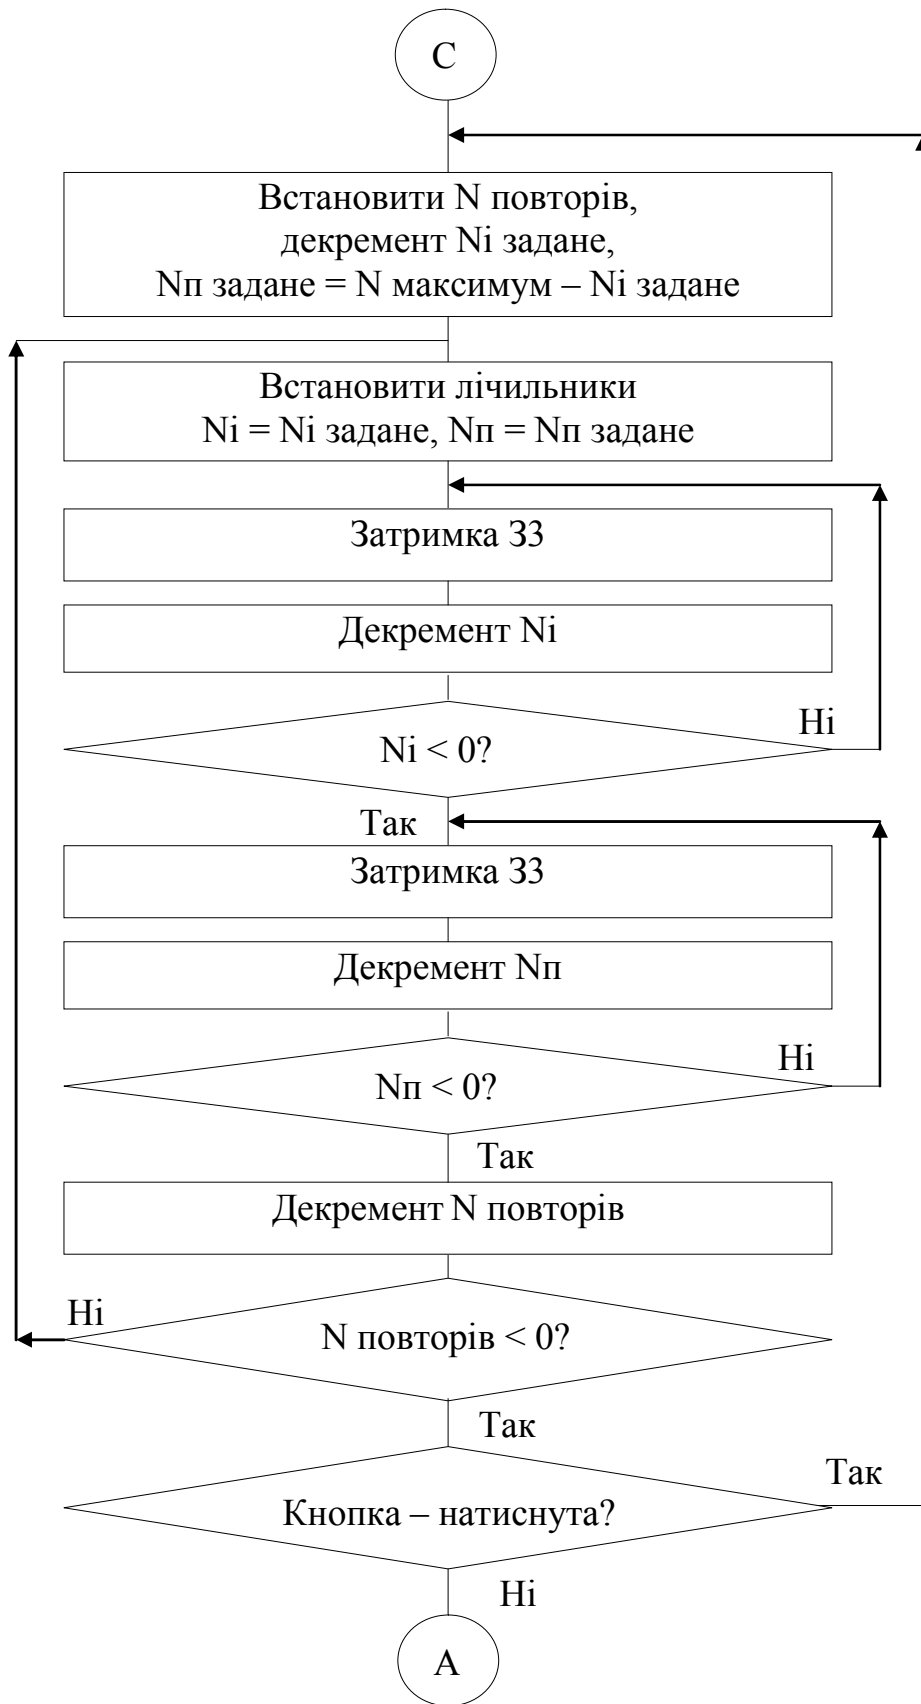 С
Встановити N повторів,
декремент Ni задане,
Nп задане = N максимум – Ni задане
Встановити лічильники
Ni = Ni задане, Nп = Nп задане
Затримка З3
Декремент Ni
Ni < 0?
Ні
Так
Затримка З3
Декремент Nп
Nп < 0?
Ні
Так
Декремент N повторів
Ні
N повторів < 0?
Так
Кнопка – натиснута?
Так
Ні
А